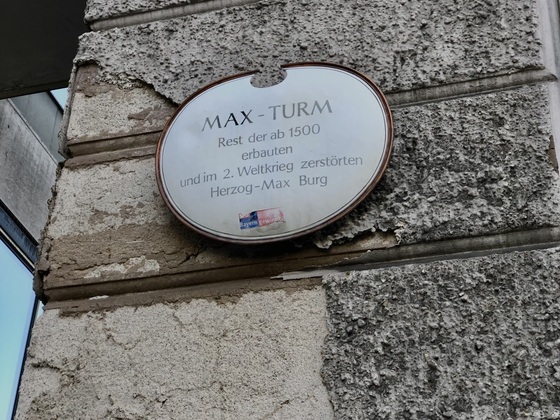 MAX - TURM
Rest der ab 1500
erbauten
und im 2. Weltkrieg zerstörten
Herzog-Max Burg